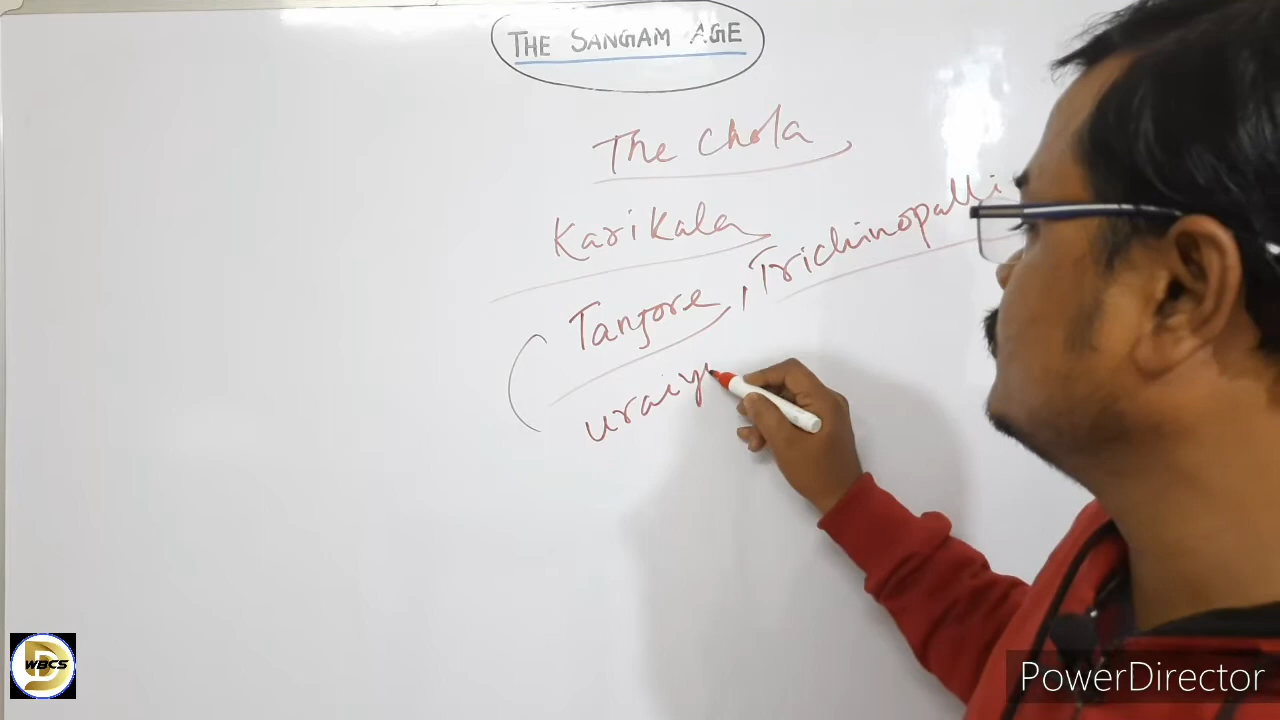 THE SANGAM AGE
The Chola
Karikala
Tanjore, Trichinopalli
uraiy
WBCS
PowerDirector